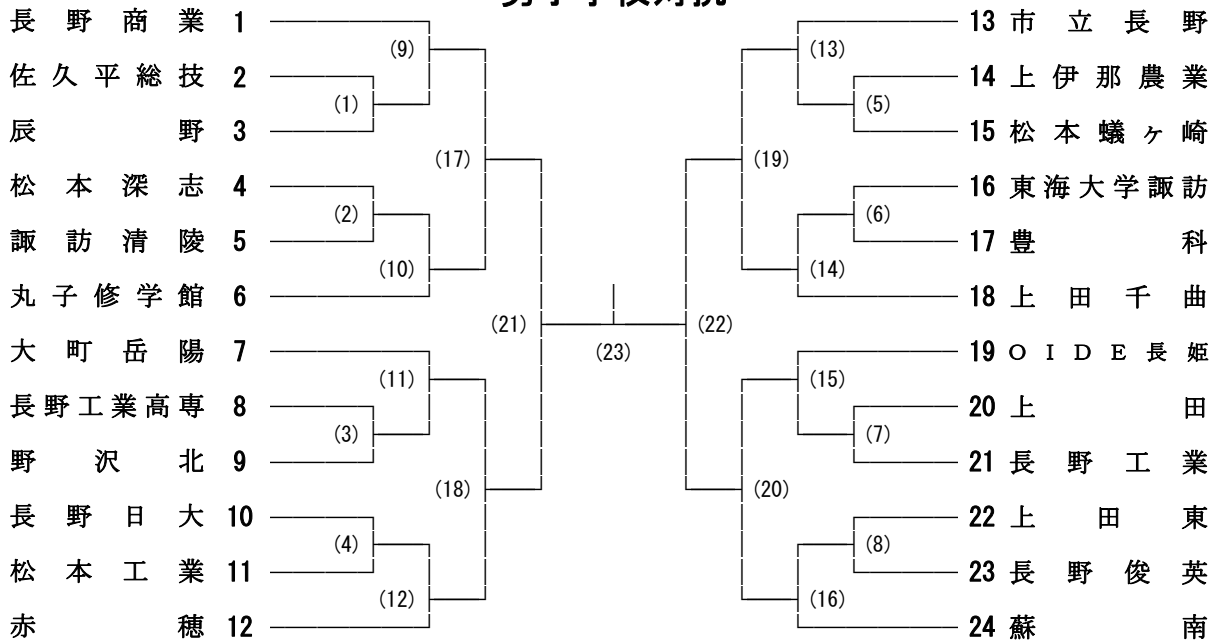 長野商業 1
佐久平総技 2
辰野 3
松本深志 4
諏訪清陵 5
丸子修学館 6
大町岳陽 7
長野工業高専 8
野沢北 9
長野日大 10
松本工業 11
赤穂 12
(1)
(2)
(3)
(4)
(9)
(10)
(11)
(12)
(17)
(18)
(21)
(23)
(22)
(19)
(20)
(13)
(14)
(15)
(16)
(5)
(6)
(7)
(8)
13 市立長野
14 上伊那農業
15 松本蟻ヶ崎
16 東海大学諏訪
17 豊科
18 上田千曲
19 OIDE長姫
20 上田
21 長野工業
22 上田東
23 長野俊英
24 蘇南